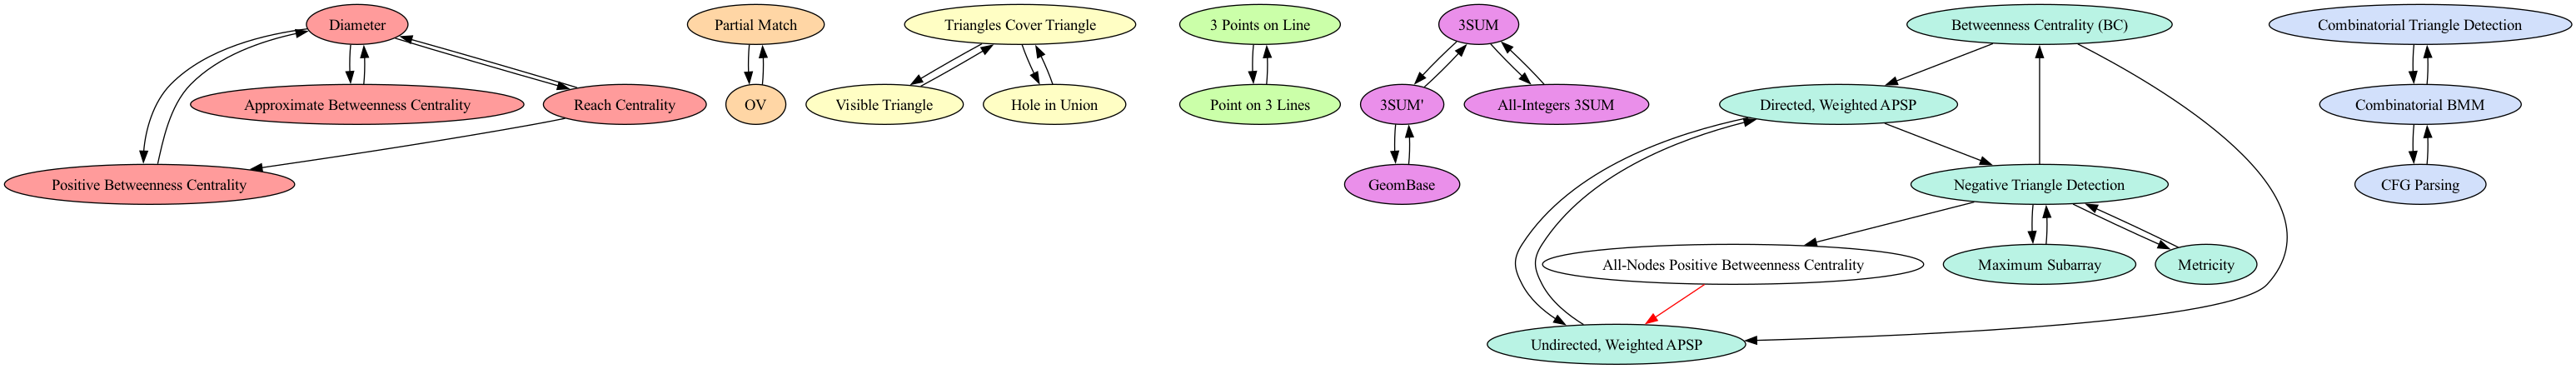 Diameter
Partial Match
Triangles Cover Triangle
3 Points on Line
3SUM
Betweenness Centrality (BC)
Combinatorial Triangle Detection
Approximate Betweenness Centrality
Reach Centrality
OV
Visible Triangle
Hole in Union
Point on 3 Lines
3SUM'
All-Integers 3SUM
Directed, Weighted APSP
Combinatorial BMM
Positive Betweenness Centrality
GeomBase
Negative Triangle Detection
CFG Parsing
All-Nodes Positive Betweenness Centrality
Maximum Subarray
Metricity
Undirected, Weighted APSP